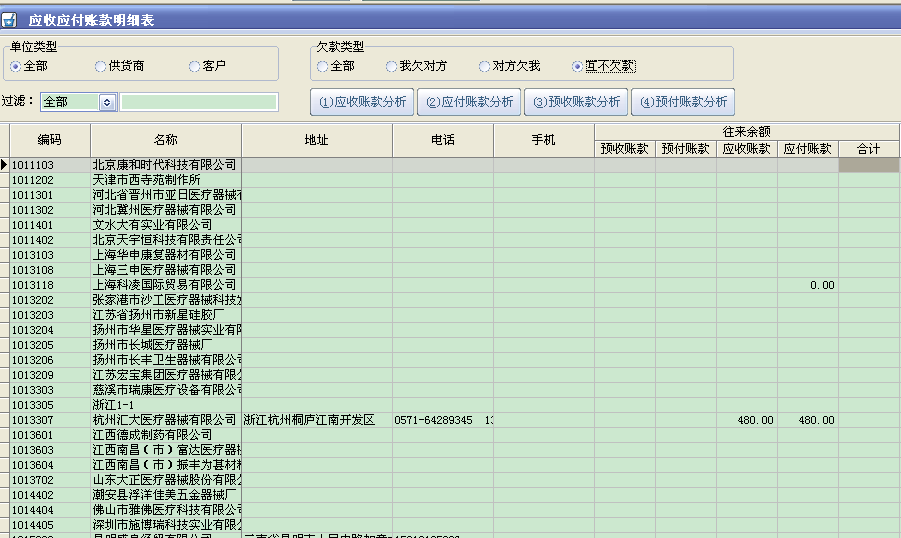 应收应付账款明细表
单位类型
全部 供货商 客户
欠款类型
全部 我欠对方 对方欠我 互不欠款
过滤： 全部
(1)应收账款分析 (2)应付账款分析 (3)预收账款分析 (4)预付账款分析
编码 名称 地址 电话 手机 往来余额
预收账款 预付账款 应收账款 应付账款 合计
1011103 北京康和时代科技有限公司
1011202 天津市西寺苑制作所
1011301 河北省晋州市亚日医疗器械有
1011302 河北冀州医疗器械有限公司
1011401 文水大有实业有限公司
1011402 北京天宇恒科技有限责任公司
1013103 上海华申康复器材有限公司
1013108 上海三申医疗器械有限公司
1013118 上海科凌国际贸易有限公司 0.00
1013202 张家港市沙工医疗器械科技发
1013203 江苏省扬州市新星硅胶厂
1013204 扬州市华星医疗器械实业有限
1013205 扬州市长城医疗器械厂
1013206 扬州市长丰卫生器械有限公司
1013209 江苏宏宝集团医疗器械有限公
1013303 慈溪市瑞康医疗设备有限公司
1013305 浙江1-1
1013307 杭州汇大医疗器械有限公司 浙江杭州桐庐江南开发区 0571-64289345 13 480.00 480.00
1013601 江西德成制药有限公司
1013603 江西南昌(市)富达医疗器械
1013604 江西南昌(市)振丰为甚材料
1013702 山东大正医疗器械股份有限公
1014402 潮安县浮洋佳美五金器械厂
1014404 佛山市雅佛医疗科技有限公司
1014405 深圳市施博瑞科技实业有限公